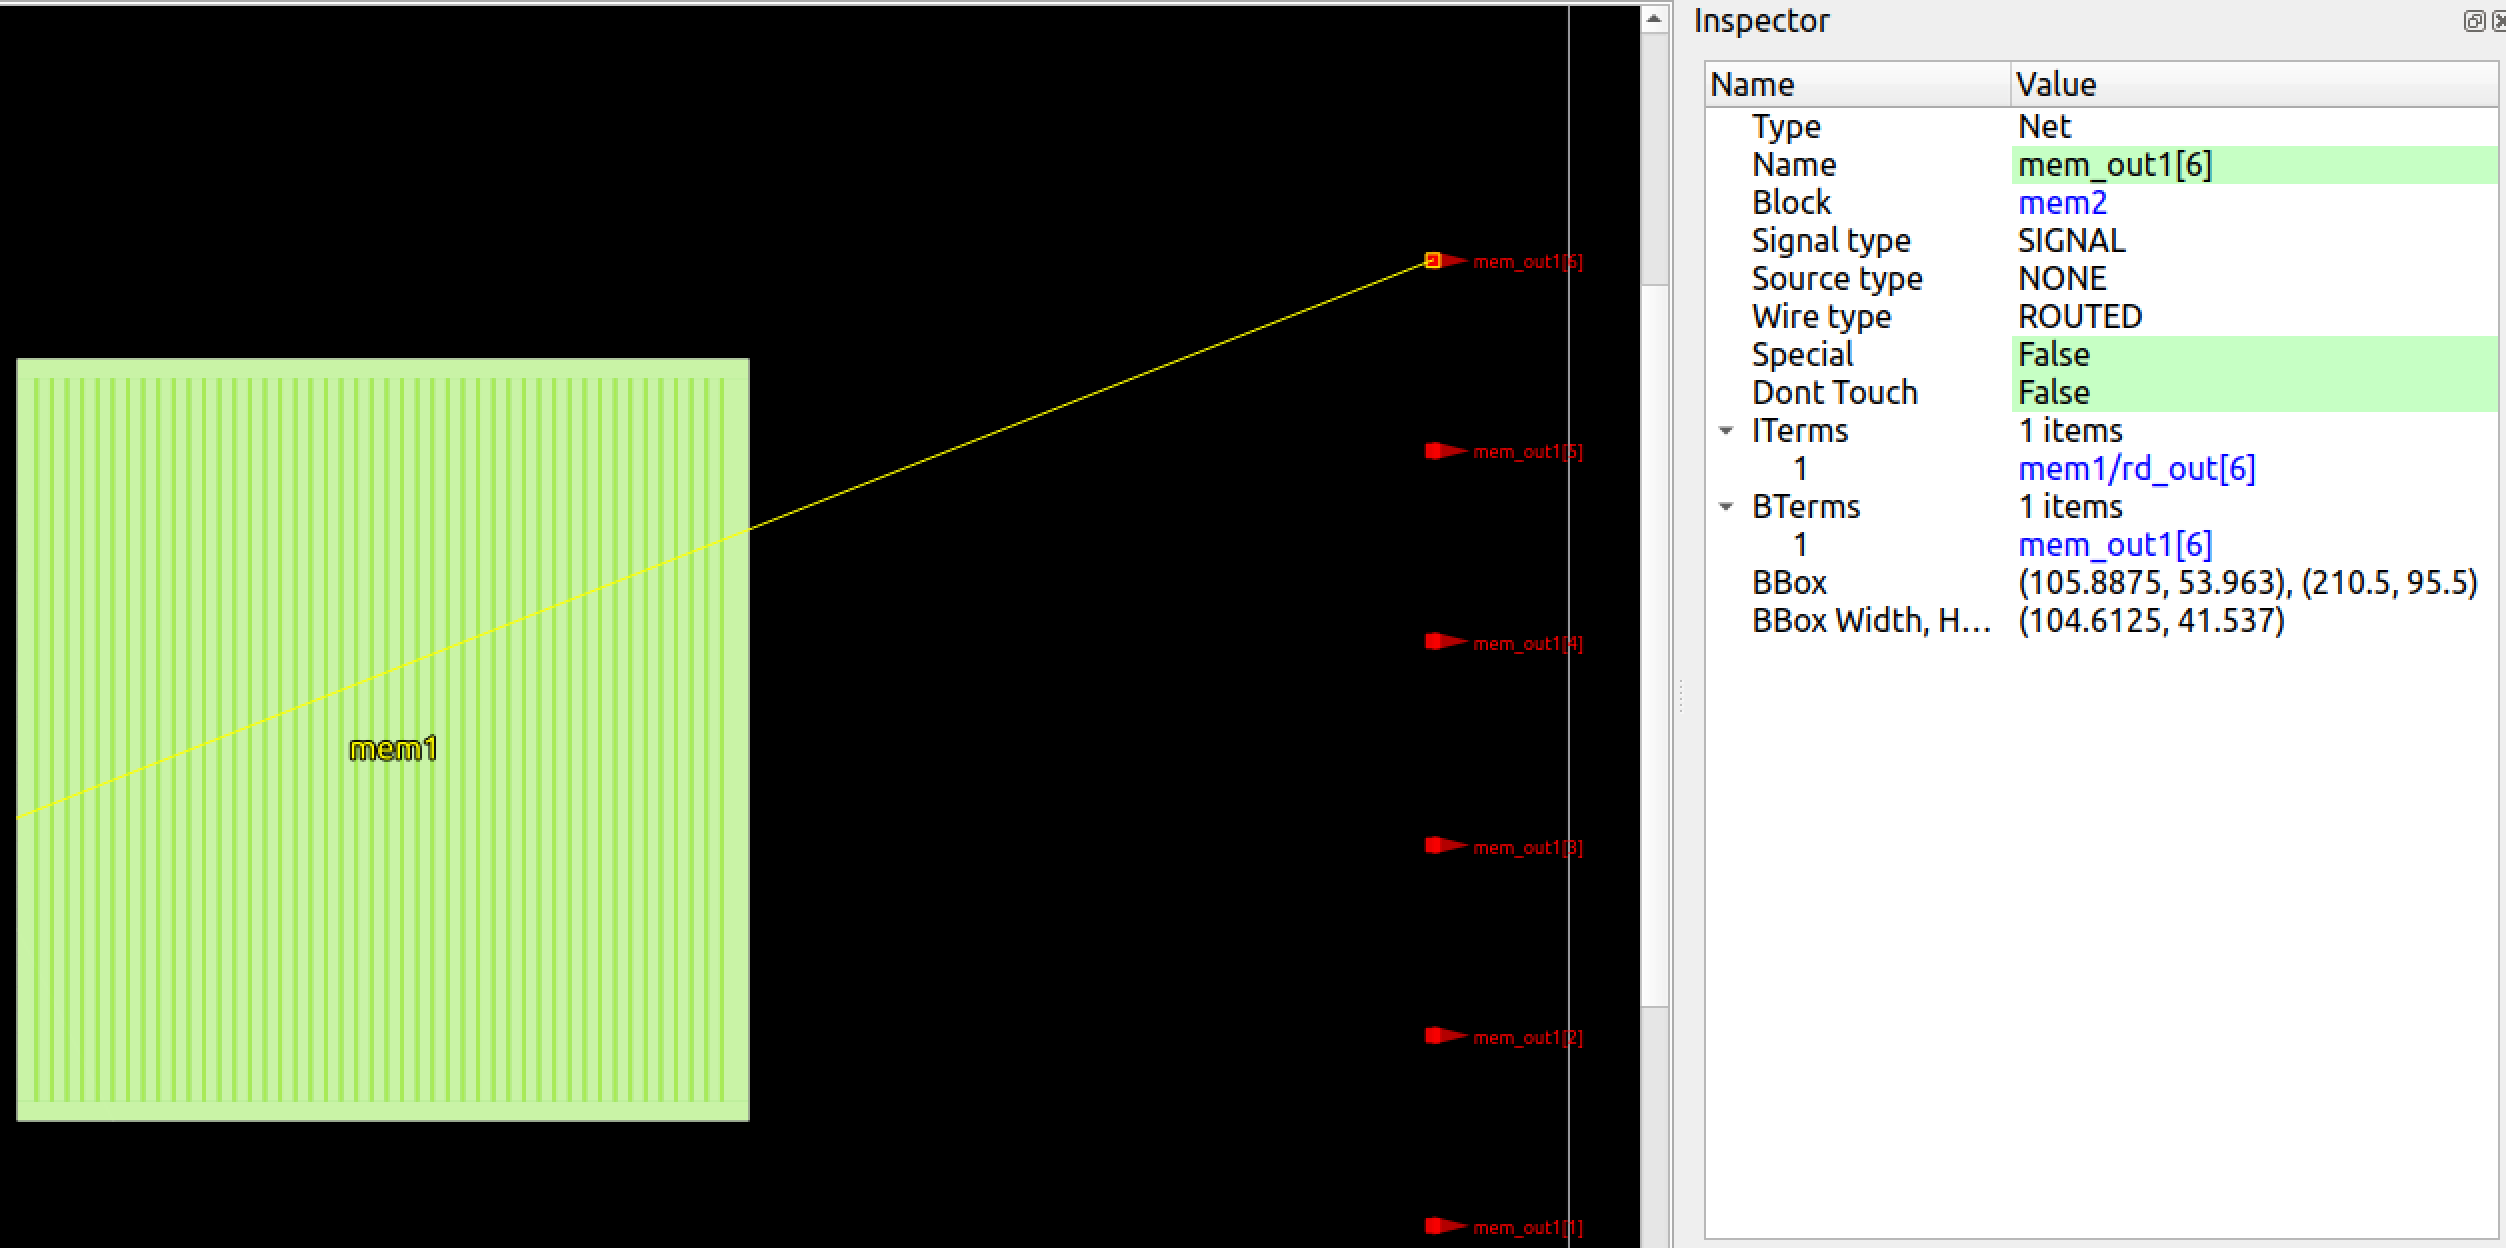 mem_out1[6]
mem_out1[5]
mem_out1[4]
mem1
mem_out1[3]
mem_out1[2]
mem_out1[1]
Inspector
Name Value
Type Net
Name mem_out1[6]
Block mem2
Signal type SIGNAL
Source type NONE
Wire type ROUTED
Special False
Dont Touch False
ITerms 1 items
1 mem1/rd_out[6]
BTerms 1 items
1 mem_out1[6]
BBox (105.8875, 53.963), (210.5, 95.5)
BBox Width, H... (104.6125, 41.537)